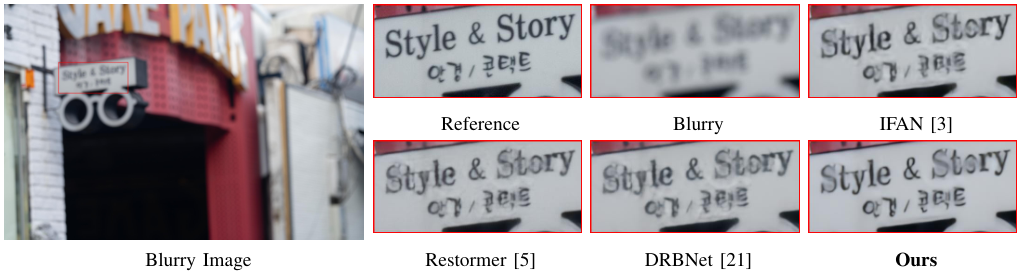 Style & Story
Style & Story
안경 / 콘택트
Style & Story
안경 / 콘택트
Reference
Blurry
IFAN [3]
Style & Story
안경 / 콘택트
Style & Story
안경 / 콘택트
Style & Story
안경 / 콘택트
Blurry Image
Restormer [5]
DRBNet [21]
Ours